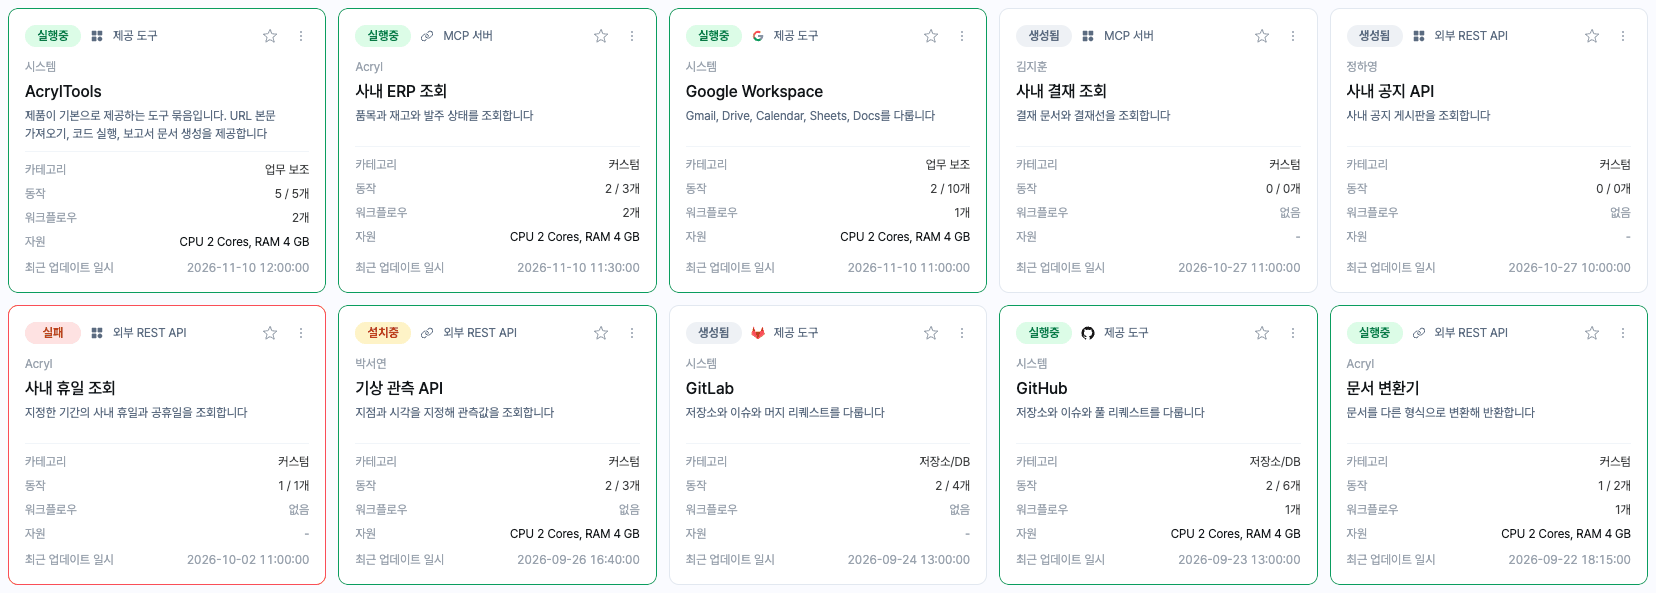 실행중 제공 도구
시스템
AcrylTools
제품이 기본으로 제공하는 도구 묶음입니다. URL 본문
가져오기, 코드 실행, 보고서 문서 생성을 제공합니다
카테고리 업무 보조
동작 5 / 5개
워크플로우 2개
자원 CPU 2 Cores, RAM 4 GB
최근 업데이트 일시 2026-11-10 12:00:00
실행중 MCP 서버
Acryl
사내 ERP 조회
품목과 재고와 발주 상태를 조회합니다
카테고리 커스텀
동작 2 / 3개
워크플로우 2개
자원 CPU 2 Cores, RAM 4 GB
최근 업데이트 일시 2026-11-10 11:30:00
실행중 제공 도구
시스템
Google Workspace
Gmail, Drive, Calendar, Sheets, Docs를 다룹니다
카테고리 업무 보조
동작 2 / 10개
워크플로우 1개
자원 CPU 2 Cores, RAM 4 GB
최근 업데이트 일시 2026-11-10 11:00:00
생성됨 MCP 서버
김지훈
사내 결재 조회
결재 문서와 결재선을 조회합니다
카테고리 커스텀
동작 0 / 0개
워크플로우 없음
자원 -
최근 업데이트 일시 2026-10-27 11:00:00
생성됨 외부 REST API
정하영
사내 공지 API
사내 공지 게시판을 조회합니다
카테고리 커스텀
동작 0 / 0개
워크플로우 없음
자원 -
최근 업데이트 일시 2026-10-27 10:00:00
실패 외부 REST API
Acryl
사내 휴일 조회
지정한 기간의 사내 휴일과 공휴일을 조회합니다
카테고리 커스텀
동작 1 / 1개
워크플로우 없음
자원 -
최근 업데이트 일시 2026-10-02 11:00:00
설치중 외부 REST API
박서연
기상 관측 API
지점과 시각을 지정해 관측값을 조회합니다
카테고리 커스텀
동작 2 / 3개
워크플로우 없음
자원 CPU 2 Cores, RAM 4 GB
최근 업데이트 일시 2026-09-26 16:40:00
생성됨 제공 도구
시스템
GitLab
저장소와 이슈와 머지 리퀘스트를 다룹니다
카테고리 저장소/DB
동작 2 / 4개
워크플로우 없음
자원 -
최근 업데이트 일시 2026-09-24 13:00:00
실행중 제공 도구
시스템
GitHub
저장소와 이슈와 풀 리퀘스트를 다룹니다
카테고리 저장소/DB
동작 2 / 6개
워크플로우 1개
자원 CPU 2 Cores, RAM 4 GB
최근 업데이트 일시 2026-09-23 13:00:00
실행중 외부 REST API
Acryl
문서 변환기
문서를 다른 형식으로 변환해 반환합니다
카테고리 커스텀
동작 1 / 2개
워크플로우 1개
자원 CPU 2 Cores, RAM 4 GB
최근 업데이트 일시 2026-09-22 18:15:00